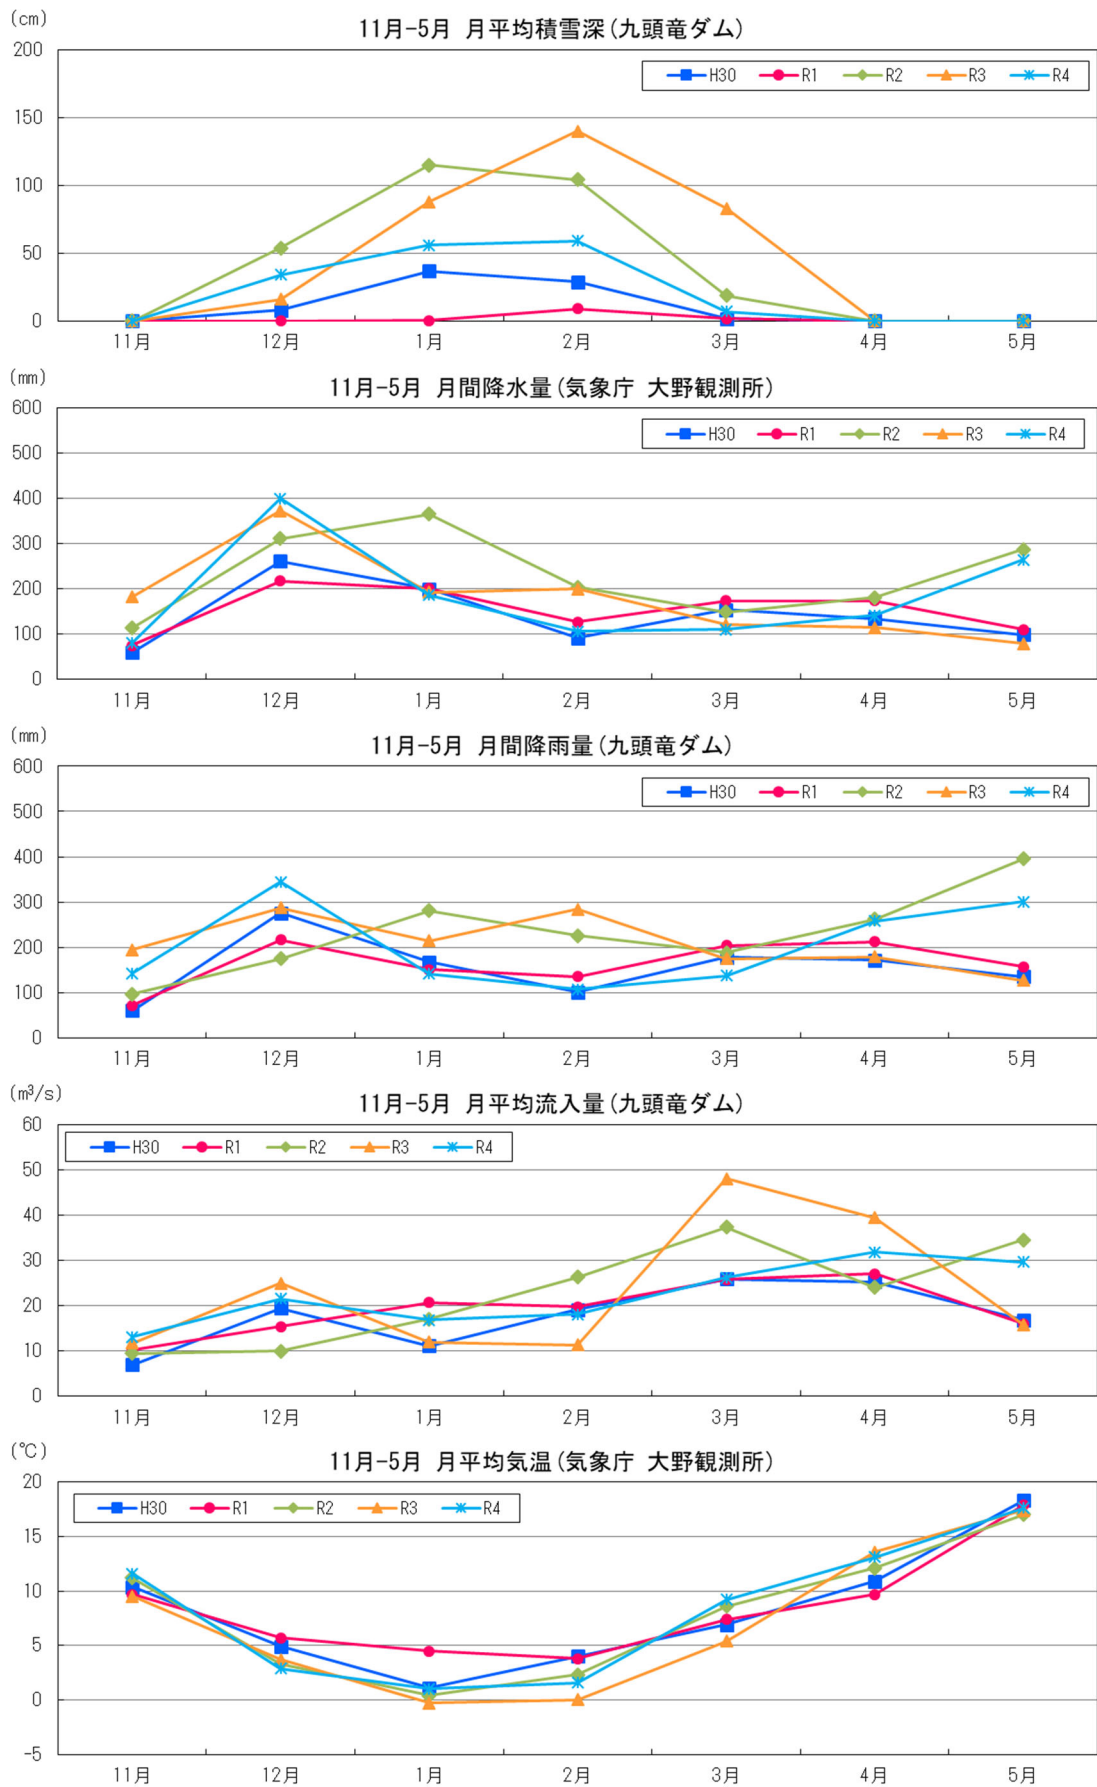 (cm)
11月-5月 月平均積雪深(九頭竜ダム)
200
H30 R1 R2 R3 R4
150
100
50
0
11月 12月 1月 2月 3月 4月 5月
(mm)
11月-5月 月間降水量(気象庁 大野観測所)
600
H30 R1 R2 R3 R4
500
400
300
200
100
0
11月 12月 1月 2月 3月 4月 5月
(mm)
11月-5月 月間降雨量(九頭竜ダム)
600
H30 R1 R2 R3 R4
500
400
300
200
100
0
11月 12月 1月 2月 3月 4月 5月
(m³/s)
11月-5月 月平均流入量(九頭竜ダム)
60
H30 R1 R2 R3 R4
50
40
30
20
10
0
11月 12月 1月 2月 3月 4月 5月
(℃)
11月-5月 月平均気温(気象庁 大野観測所)
20
H30 R1 R2 R3 R4
15
10
5
0
-5
11月 12月 1月 2月 3月 4月 5月